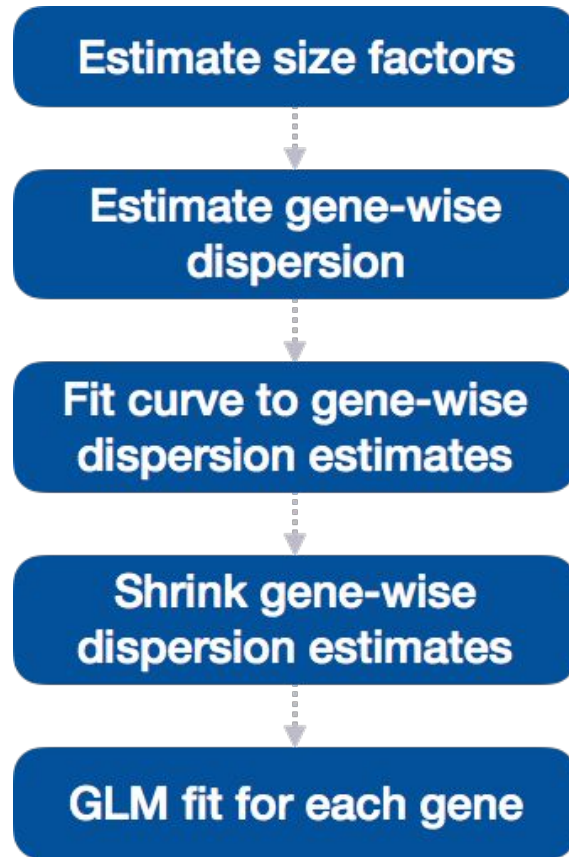 Estimate size factors
Estimate gene-wise
dispersion
Fit curve to gene-wise
dispersion estimates
Shrink gene-wise
dispersion estimates
GLM fit for each gene